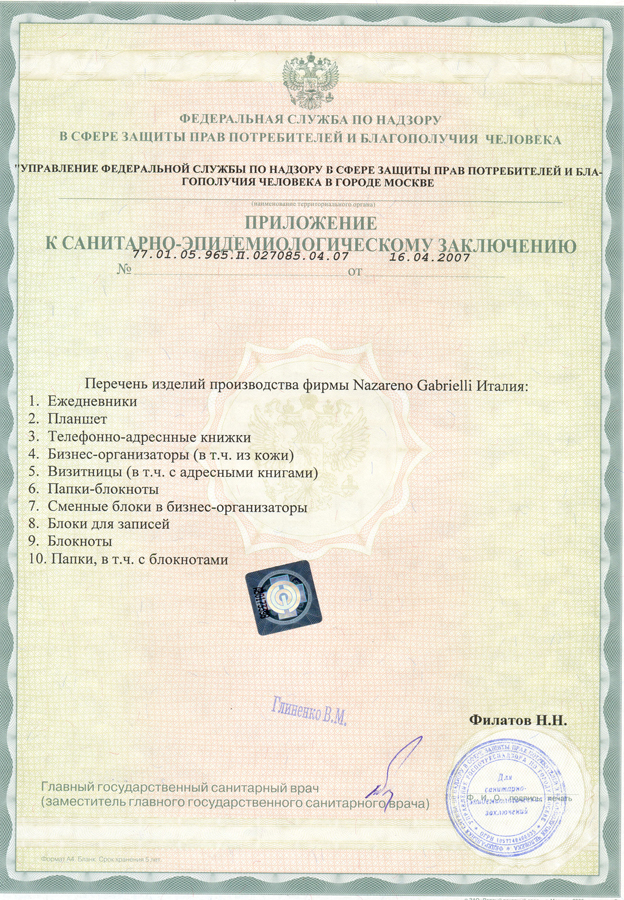 ФЕДЕРАЛЬНАЯ СЛУЖБА ПО НАДЗОРУ
В СФЕРЕ ЗАЩИТЫ ПРАВ ПОТРЕБИТЕЛЕЙ И БЛАГОПОЛУЧИЯ ЧЕЛОВЕКА
"УПРАВЛЕНИЕ ФЕДЕРАЛЬНОЙ СЛУЖБЫ ПО НАДЗОРУ В СФЕРЕ ЗАЩИТЫ ПРАВ ПОТРЕБИТЕЛЕЙ И БЛА-
ГОПОЛУЧИЯ ЧЕЛОВЕКА В ГОРОДЕ МОСКВЕ
(наименование территориального органа)
ПРИЛОЖЕНИЕ
К САНИТАРНО-ЭПИДЕМИОЛОГИЧЕСКОМУ ЗАКЛЮЧЕНИЮ
№ 77.01.05.965.П.027085.04.07 от 16.04.2007
Перечень изделий производства фирмы Nazareno Gabrielli Италия:
1. Ежедневники
2. Планшет
3. Телефонно-адреснные книжки
4. Бизнес-организаторы (в т.ч. из кожи)
5. Визитницы (в т.ч. с адресными книгами)
6. Папки-блокноты
7. Сменные блоки в бизнес-организаторы
8. Блоки для записей
9. Блокноты
10. Папки, в т.ч. с блокнотами
Глиненко В.М.
Филатов Н.Н.
Главный государственный санитарный врач
(заместитель главного государственного санитарного врача)
Ф. И. О., подпись, печать
Для
санитарно-
эпидемиологических
заключений
Формат А4. Бланк. Срок хранения 5 лет.